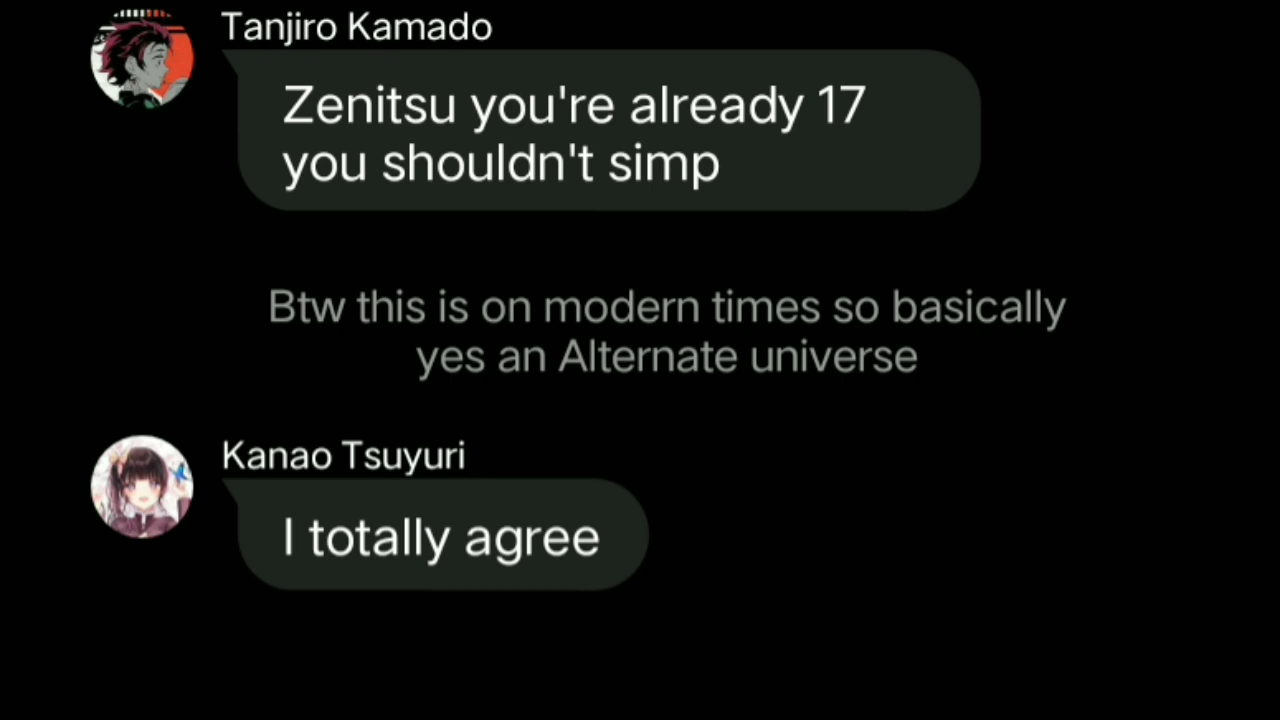 Tanjiro Kamado
Zenitsu you're already 17
you shouldn't simp
Btw this is on modern times so basically
yes an Alternate universe
Kanao Tsuyuri
I totally agree